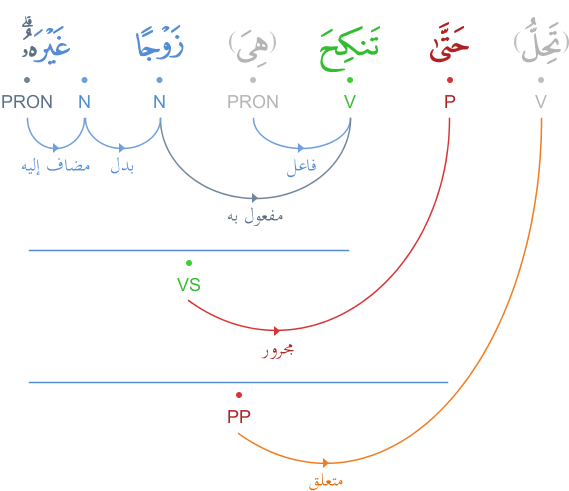 (تَحِلُّ) حَتَّىٰ تَنكِحَ (هِيَ) زَوْجًا غَيْرَهُۥ ۗ
PRON N N PRON V P V
مضاف إليه بدل فاعل
مفعول به
VS
مجرور
PP
متعلق